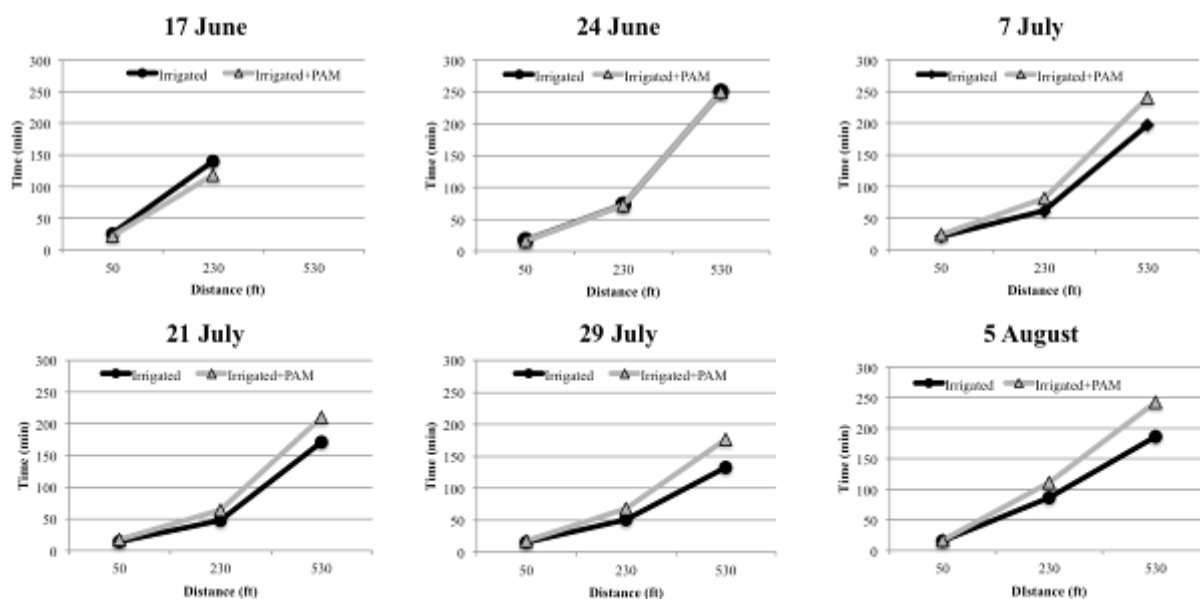 17 June
300
250
200
150
100
50
0
Time (min)
Irrigated Irrigated+PAM
50 230 530
Distance (ft)
24 June
300
250
200
150
100
50
0
Time (min)
Irrigated Irrigated+PAM
50 230 530
Distance (ft)
7 July
300
250
200
150
100
50
0
Time (min)
Irrigated Irrigated+PAM
50 230 530
Distance (ft)
21 July
300
250
200
150
100
50
0
Time (min)
Irrigated Irrigated+PAM
50 230 530
Distance (ft)
29 July
300
250
200
150
100
50
0
Time (min)
Irrigated Irrigated+PAM
50 230 530
Distance (ft)
5 August
300
250
200
150
100
50
0
Time (min)
Irrigated Irrigated+PAM
50 230 530
DIstance (ft)